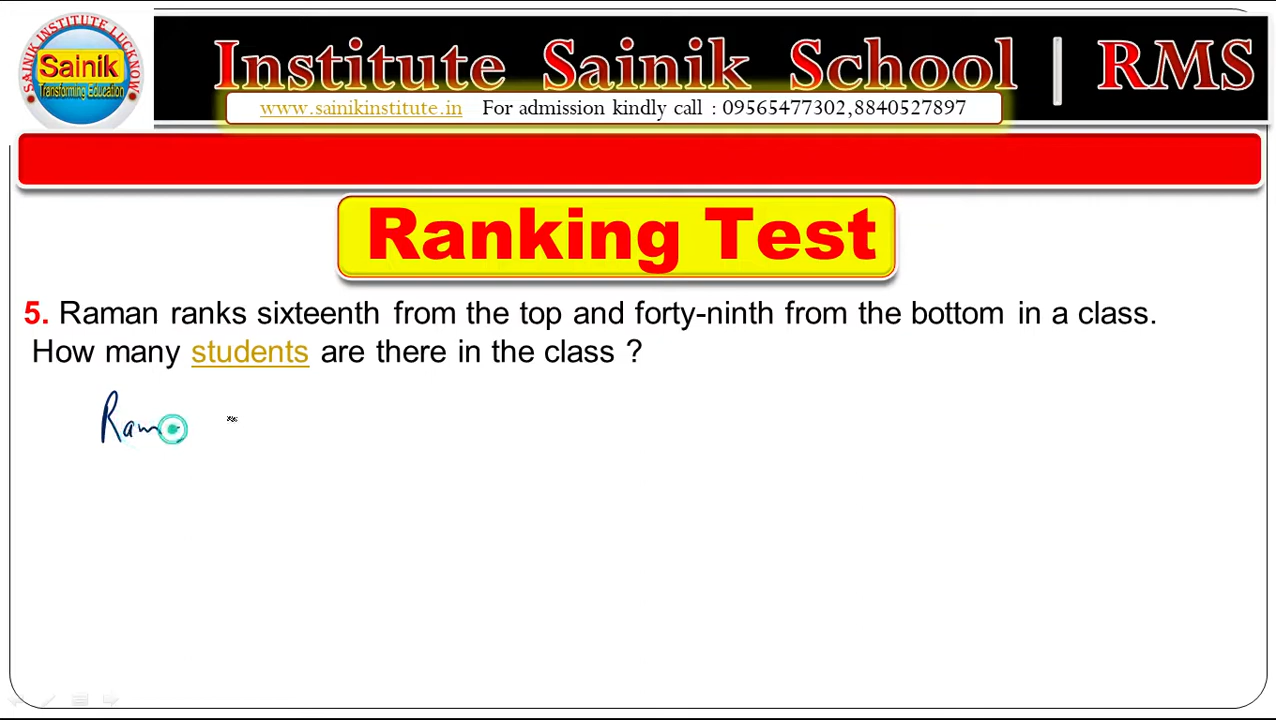 SAINIK INSTITUTE LUCKNOW
Sainik
Transforming Education
Institute Sainik School | RMS
www.sainikinstitute.in For admission kindly call : 09565477302,8840527897
Ranking Test
5. Raman ranks sixteenth from the top and forty-ninth from the bottom in a class.
How many students are there in the class ?
Ram